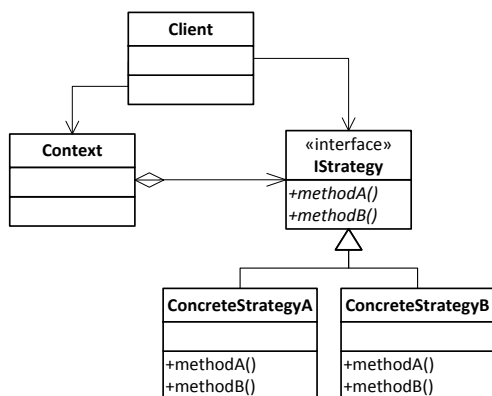 Client
Context
«interface»
IStrategy
+methodA()
+methodB()
ConcreteStrategyA
ConcreteStrategyB
+methodA()
+methodB()
+methodA()
+methodB()